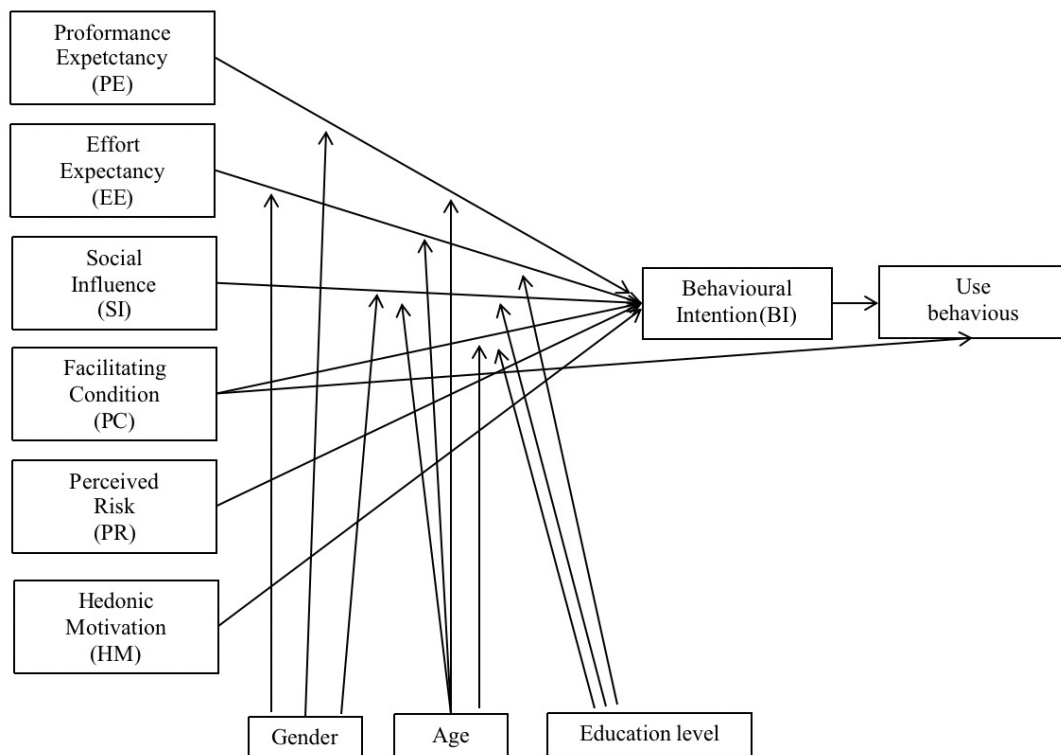 Proformance
Expetctancy
(PE)
Effort
Expectancy
(EE)
Social
Influence
(SI)
Facilitating
Condition
(PC)
Perceived
Risk
(PR)
Hedonic
Motivation
(HM)
Behavioural
Intention(BI)
Use
behavious
Gender
Age
Education level